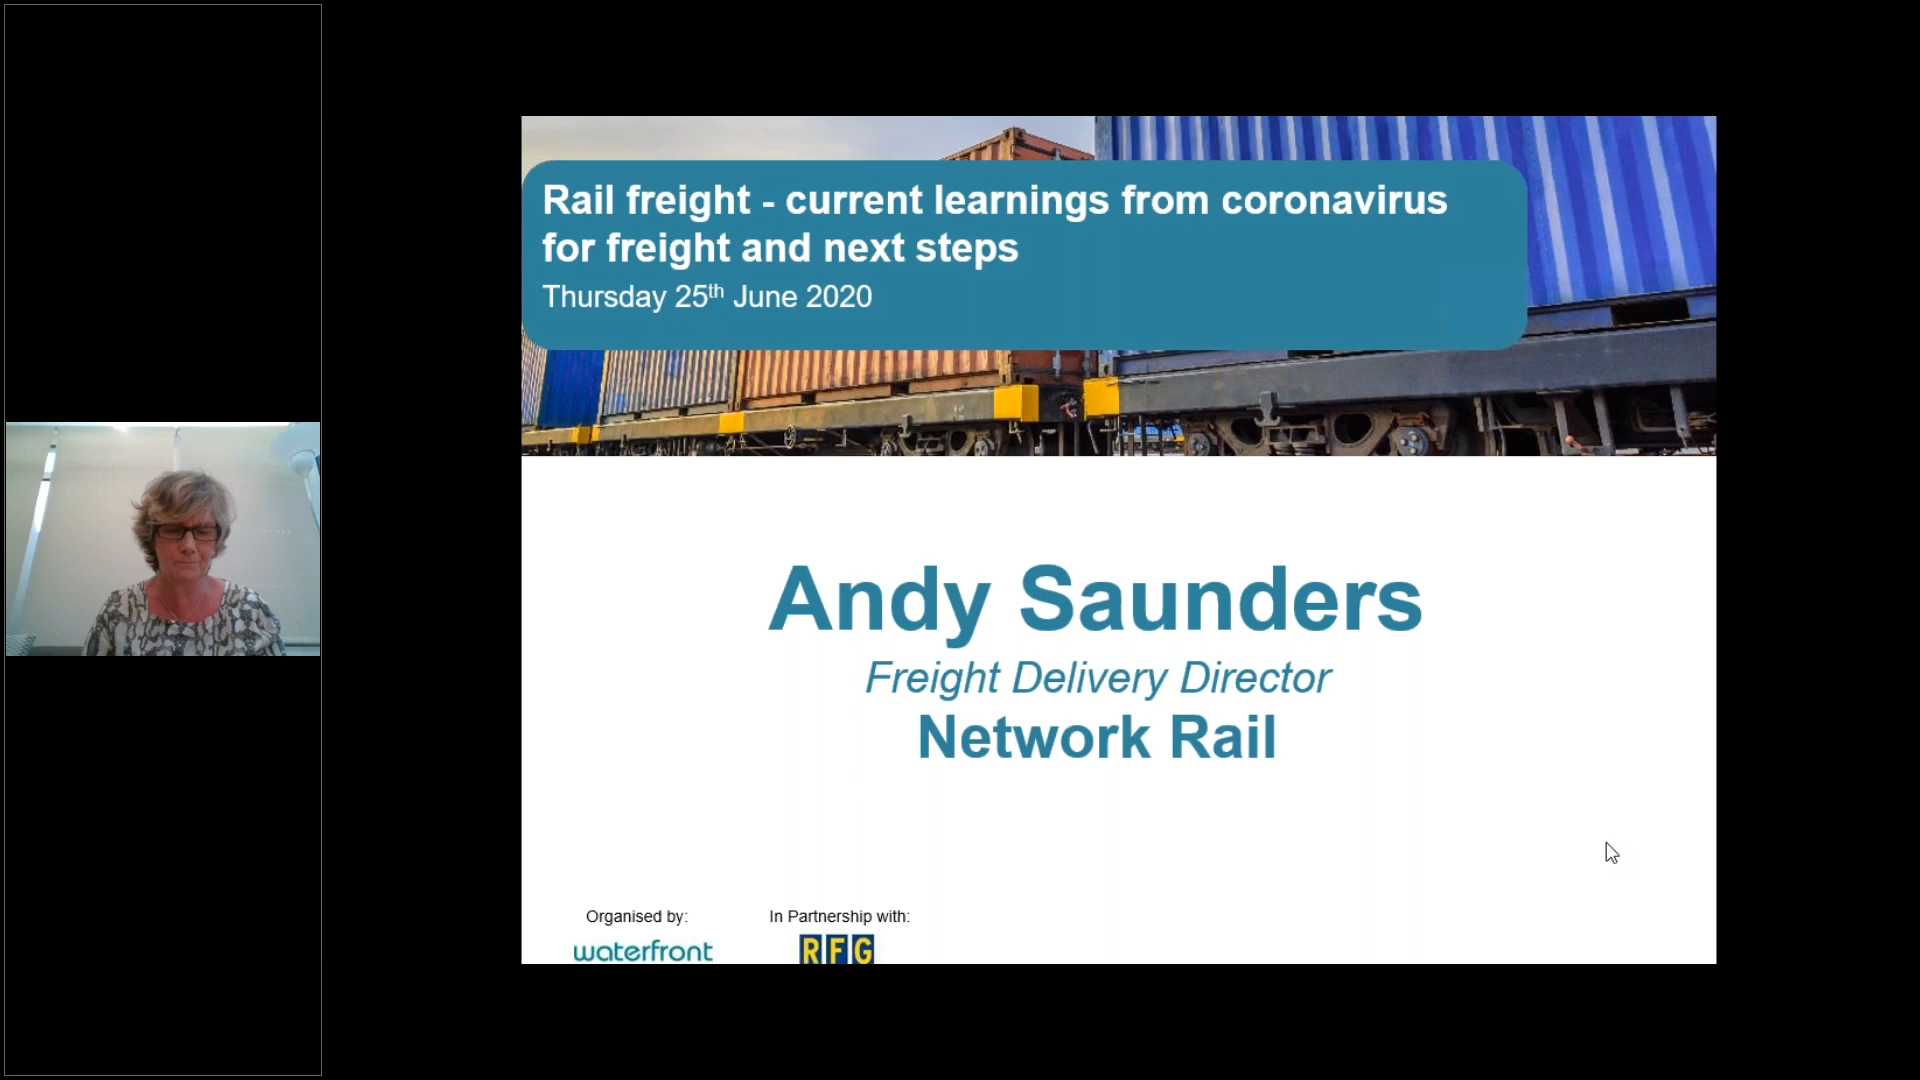 Rail freight - current learnings from coronavirus
for freight and next steps
Thursday 25th June 2020
Andy Saunders
Freight Delivery Director
Network Rail
Organised by:
In Partnership with:
waterfront
RFG